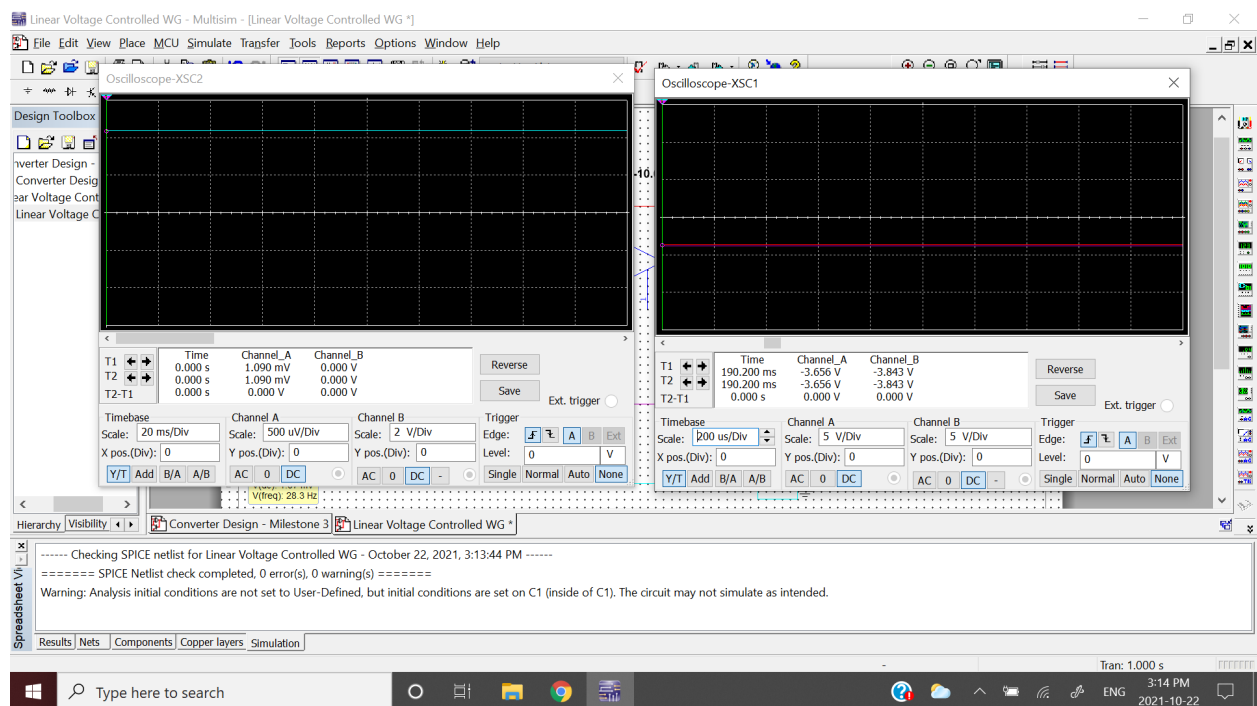 Linear Voltage Controlled WG - Multisim - [Linear Voltage Controlled WG *]
File Edit View Place MCU Simulate Transfer Tools Reports Options Window Help
Oscilloscope-XSC2
Oscilloscope-XSC1
Design Toolbox
nverter Design -
Converter Desig
ear Voltage Cont
Linear Voltage C
-10.
T1
T2
T2-T1
Time Channel_A Channel_B
0.000 s 1.090 mV 0.000 V
0.000 s 1.090 mV 0.000 V
0.000 s 0.000 V 0.000 V
Reverse
Save
Ext. trigger
Timebase
Scale: 20 ms/Div
X pos.(Div): 0
Y/T Add B/A A/B
Channel A
Scale: 500 uV/Div
Y pos.(Div): 0
AC 0 DC
Channel B
Scale: 2 V/Div
Y pos.(Div): 0
AC 0 DC -
Trigger
Edge: A B Ext
Level: 0 V
Single Normal Auto None
T1
T2
T2-T1
Time Channel_A Channel_B
190.200 ms -3.656 V -3.843 V
190.200 ms -3.656 V -3.843 V
0.000 s 0.000 V 0.000 V
Reverse
Save
Ext. trigger
Timebase
Scale: 200 us/Div
X pos.(Div): 0
Y/T Add B/A A/B
Channel A
Scale: 5 V/Div
Y pos.(Div): 0
AC 0 DC
Channel B
Scale: 5 V/Div
Y pos.(Div): 0
AC 0 DC -
Trigger
Edge: A B Ext
Level: 0 V
Single Normal Auto None
V(freq): 28.3 Hz
Hierarchy Visibility
Converter Design - Milestone 3 Linear Voltage Controlled WG *
------ Checking SPICE netlist for Linear Voltage Controlled WG - October 22, 2021, 3:13:44 PM ------
======= SPICE Netlist check completed, 0 error(s), 0 warning(s) =======
Warning: Analysis initial conditions are not set to User-Defined, but initial conditions are set on C1 (inside of C1). The circuit may not simulate as intended.
Spreadsheet Vi
Results Nets Components Copper layers Simulation
- Tran: 1.000 s
Type here to search
ENG
3:14 PM
2021-10-22